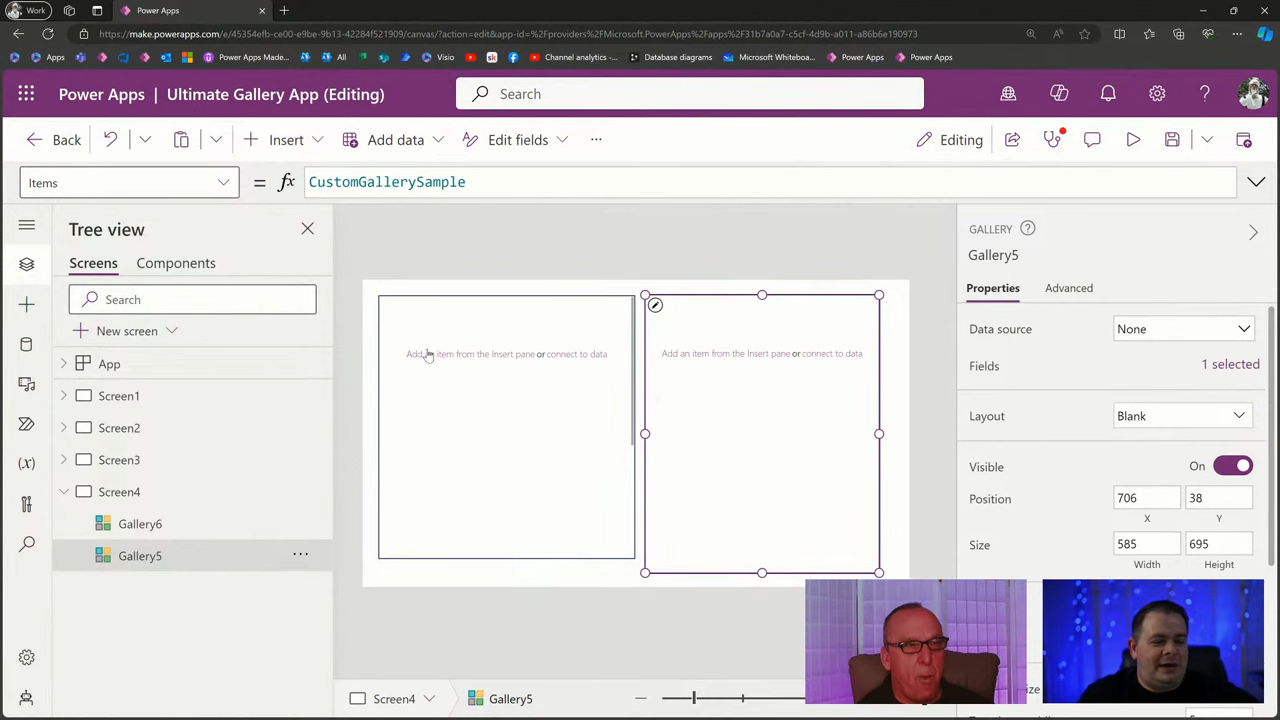 Work
Power Apps
https://make.powerapps.com/e/45354efb-ce00-e9be-9b13-42284f521909/canvas/?action=edit&app-id=%2Fproviders%2FMicrosoft.PowerApps%2Fapps%2F31b7a0a7-c5cf-4d9b-a011-a86b6e190973
Apps
Power Apps Made...
All
Visio
Channel analytics -...
Database diagrams
Microsoft Whiteboa...
Power Apps
Power Apps
Power Apps | Ultimate Gallery App (Editing)
Search
Back
Insert
Add data
Edit fields
Editing
Items
= fx CustomGallerySample
Tree view
Screens
Components
Search
New screen
App
Screen1
Screen2
Screen3
Screen4
Gallery6
Gallery5
Add an item from the Insert pane or connect to data
Add an item from the Insert pane or connect to data
GALLERY
Gallery5
Properties
Advanced
Data source
None
Fields
1 selected
Layout
Blank
Visible
On
Position
706
38
X
Y
Size
585
695
Width
Height
Screen4
Gallery5